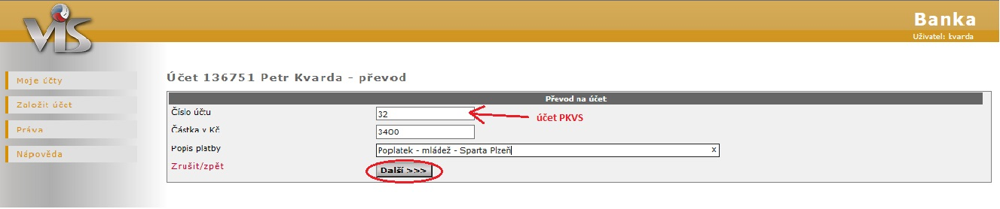 VIS
Banka
Uživatel: kvarda
Moje účty
Založit účet
Práva
Nápověda
Účet 136751 Petr Kvarda - převod
Převod na účet
Číslo účtu 32
účet PKVS
Částka v Kč 3400
Popis platby Poplatek - mládež - Sparta Plzeň x
Zrušit/zpět Další >>>